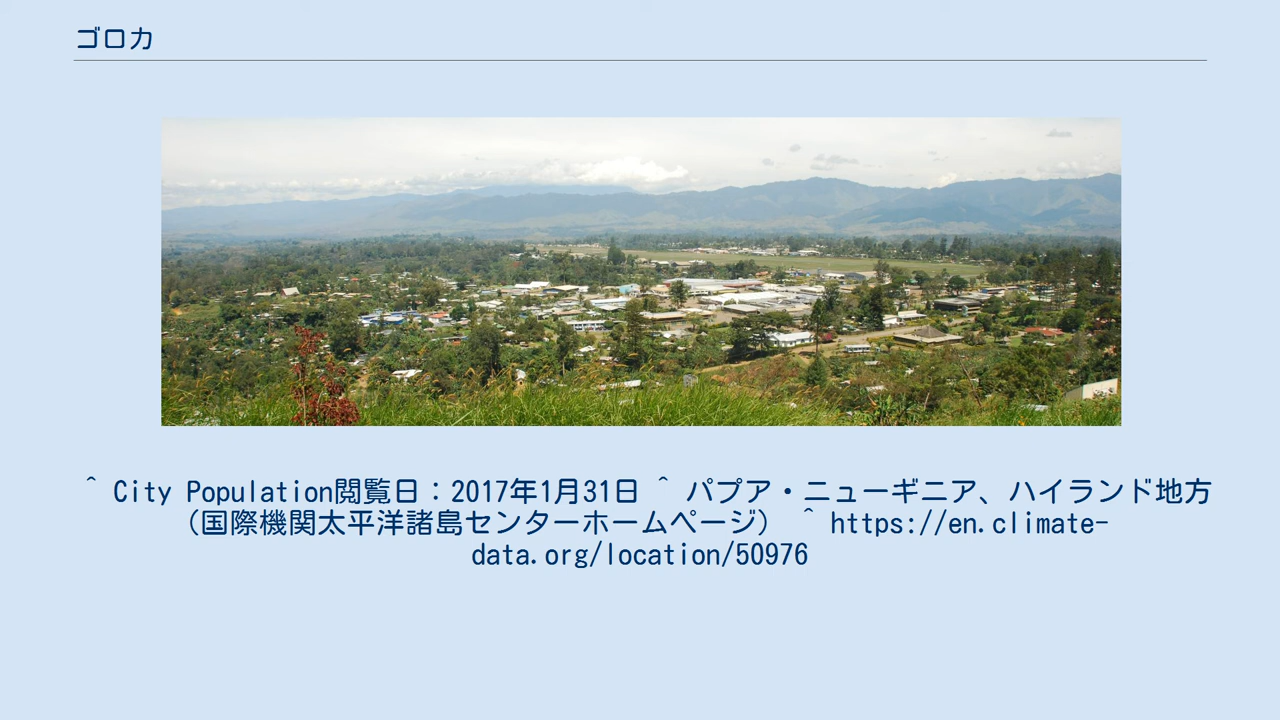 ゴロカ
^ City Population閲覧日：2017年1月31日 ^ パプア・ニューギニア、ハイランド地方
（国際機関太平洋諸島センターホームページ） ^ https://en.climate-
data.org/location/50976